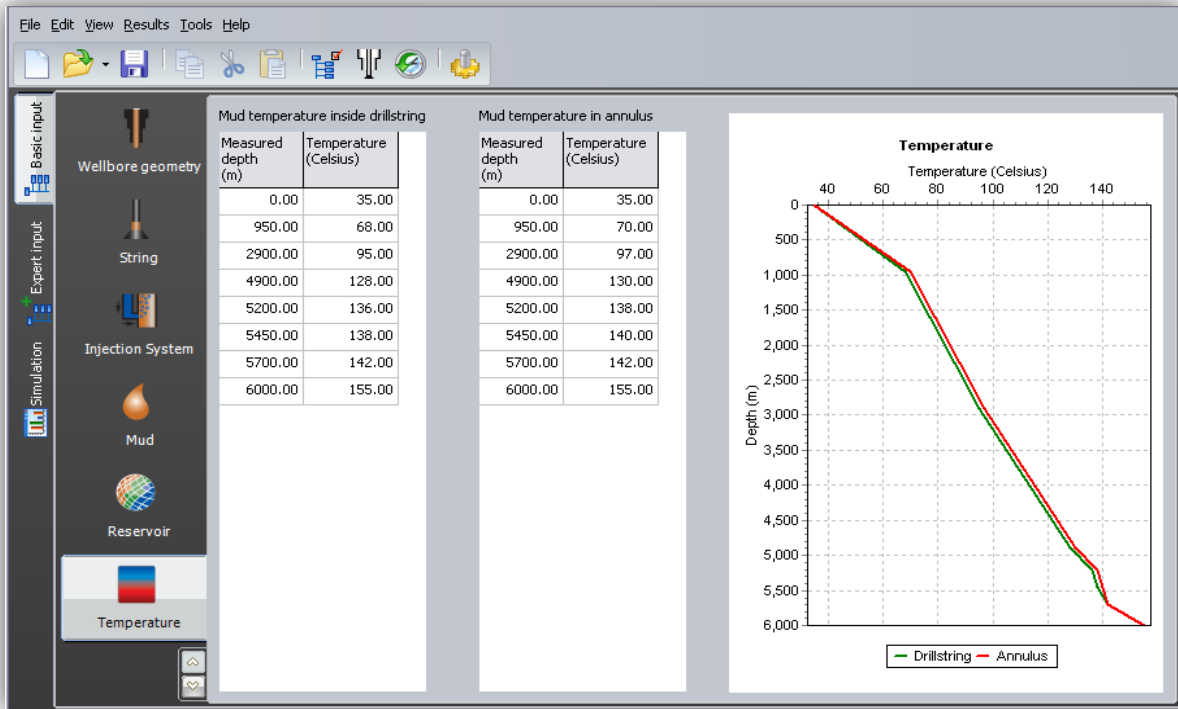 File Edit View Results Tools Help
Basic input
Expert input
Simulation
Wellbore geometry
String
Injection System
Mud
Reservoir
Temperature
Mud temperature inside drillstring
Measured depth (m) Temperature (Celsius)
0.00 35.00
950.00 68.00
2900.00 95.00
4900.00 128.00
5200.00 136.00
5450.00 138.00
5700.00 142.00
6000.00 155.00
Mud temperature in annulus
Measured depth (m) Temperature (Celsius)
0.00 35.00
950.00 70.00
2900.00 97.00
4900.00 130.00
5200.00 138.00
5450.00 140.00
5700.00 142.00
6000.00 155.00
Temperature
Temperature (Celsius)
40 60 80 100 120 140
Depth (m)
0
500
1,000
1,500
2,000
2,500
3,000
3,500
4,000
4,500
5,000
5,500
6,000
Drillstring Annulus